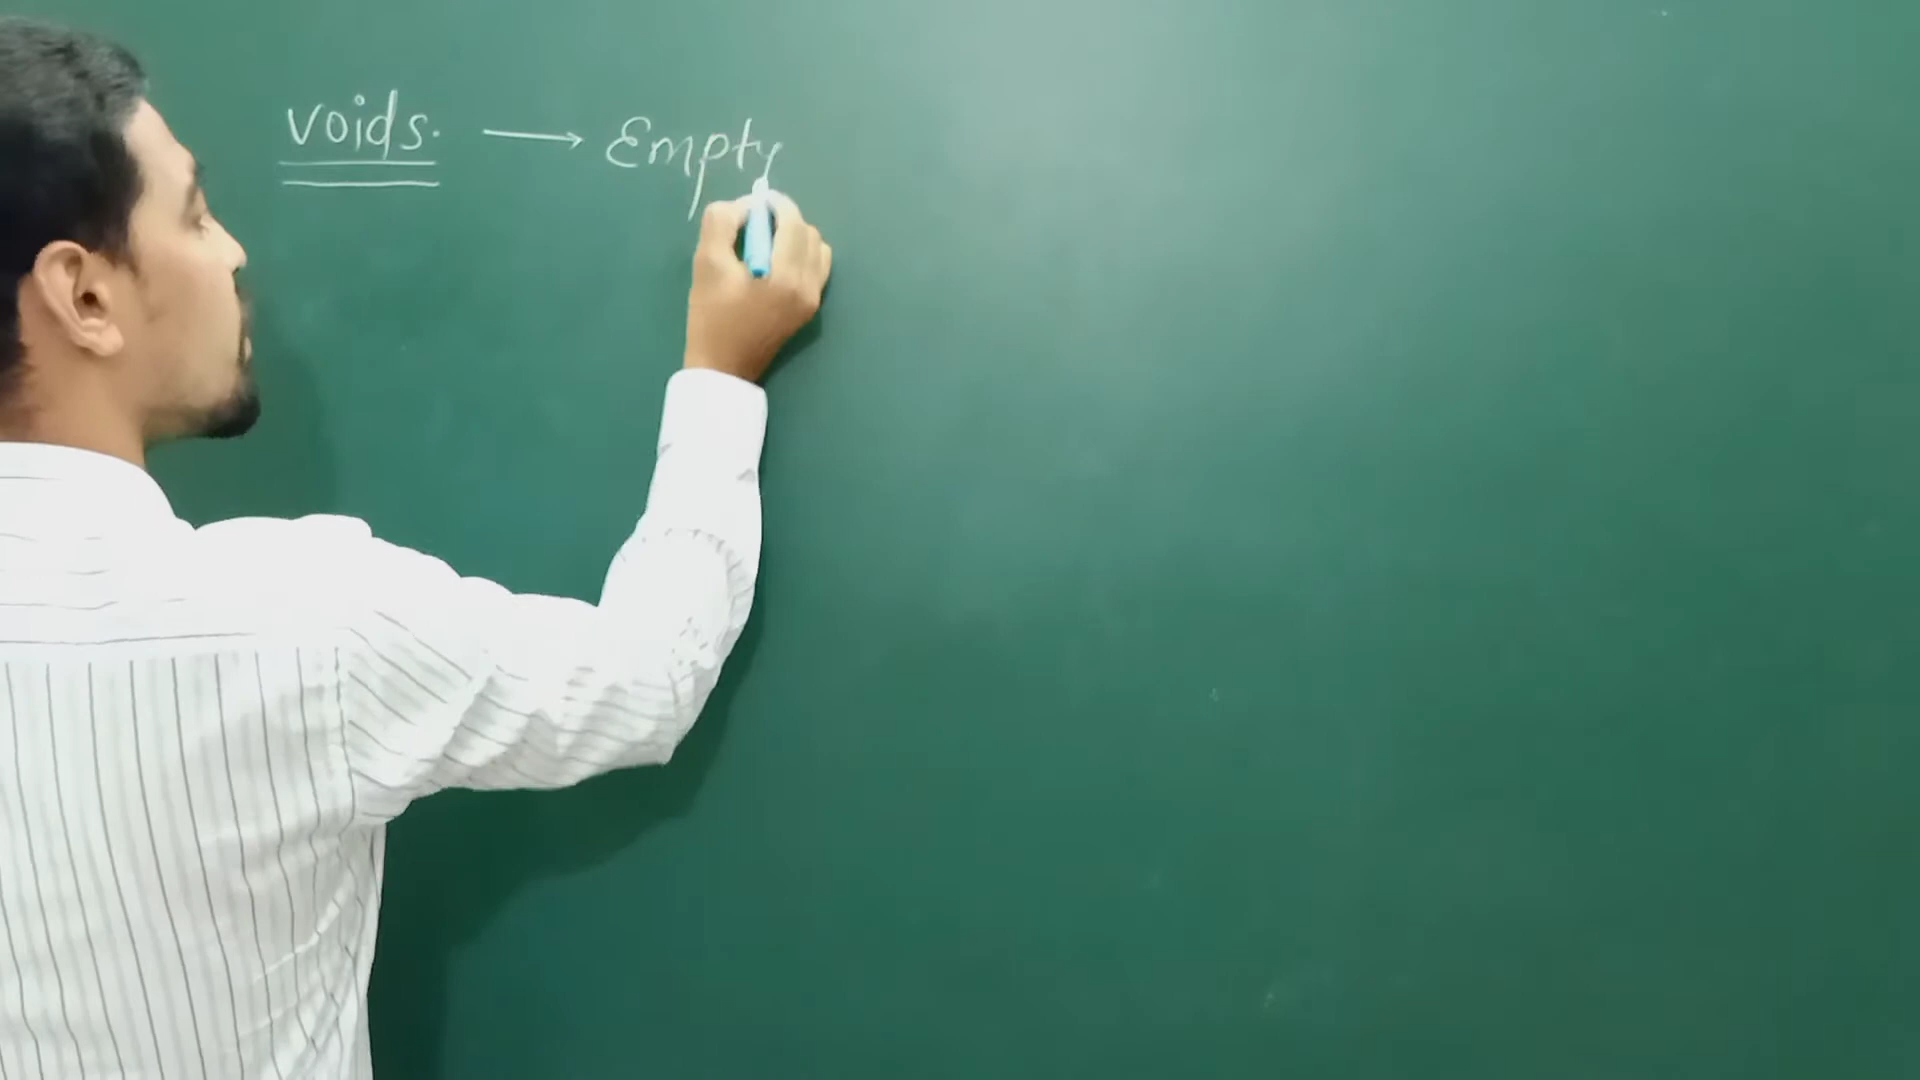 voids. → Empty